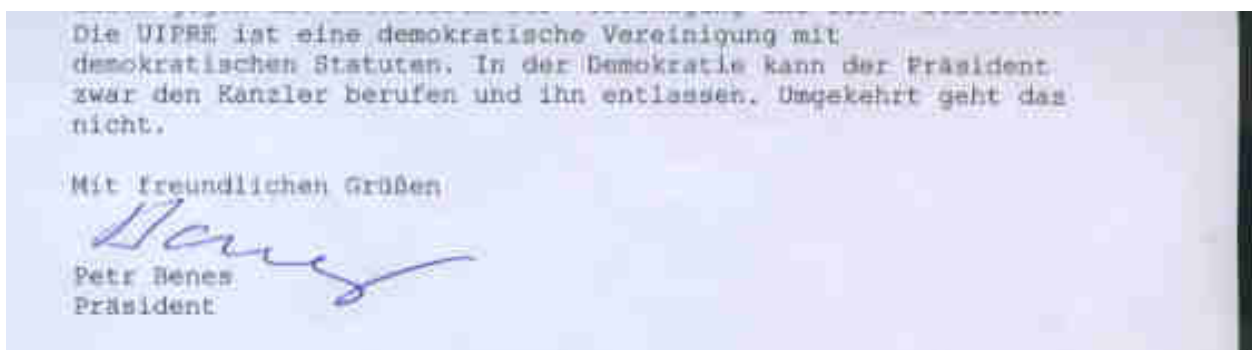 Die UIPRE ist eine demokratische Vereinigung mit
demokratischen Statuten. In der Demokratie kann der Präsident
zwar den Kanzler berufen und ihn entlassen. Umgekehrt geht das
nicht.
Mit freundlichen Grüßen
Benes
Petr Benes
Präsident